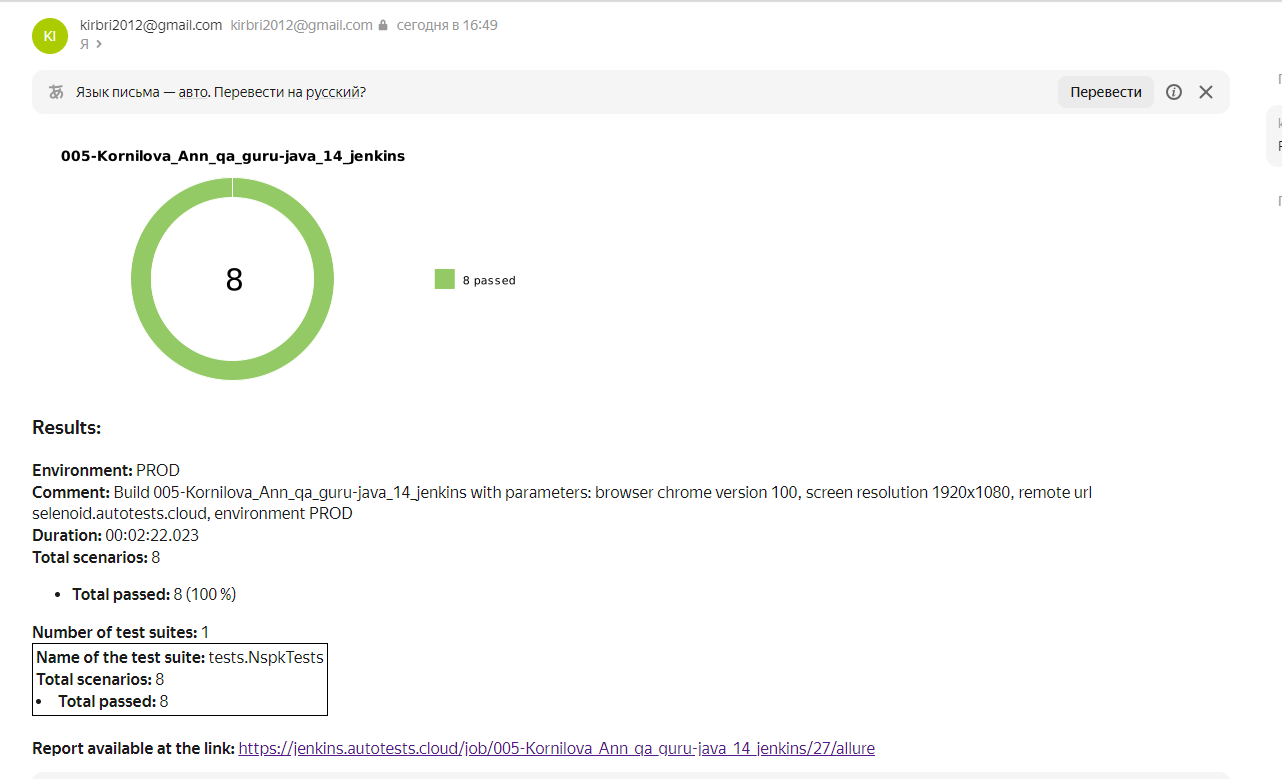 KI
kirbri2012@gmail.com kirbri2012@gmail.com сегодня в 16:49
Я
Язык письма — авто. Перевести на русский?
Перевести
005-Kornilova_Ann_qa_guru-java_14_jenkins
8
8 passed
Results:
Environment: PROD
Comment: Build 005-Kornilova_Ann_qa_guru-java_14_jenkins with parameters: browser chrome version 100, screen resolution 1920x1080, remote url
selenoid.autotests.cloud, environment PROD
Duration: 00:02:22.023
Total scenarios: 8
• Total passed: 8 (100 %)
Number of test suites: 1
Name of the test suite: tests.NspkTests
Total scenarios: 8
• Total passed: 8
Report available at the link: https://jenkins.autotests.cloud/job/005-Kornilova_Ann_qa_guru-java_14_jenkins/27/allure